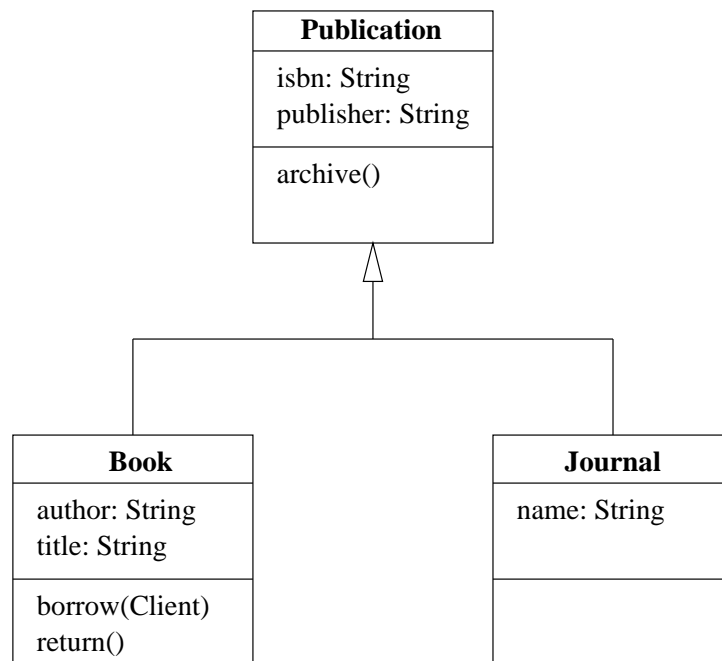 Publication
isbn: String
publisher: String
archive()
Book
author: String
title: String
borrow(Client)
return()
Journal
name: String